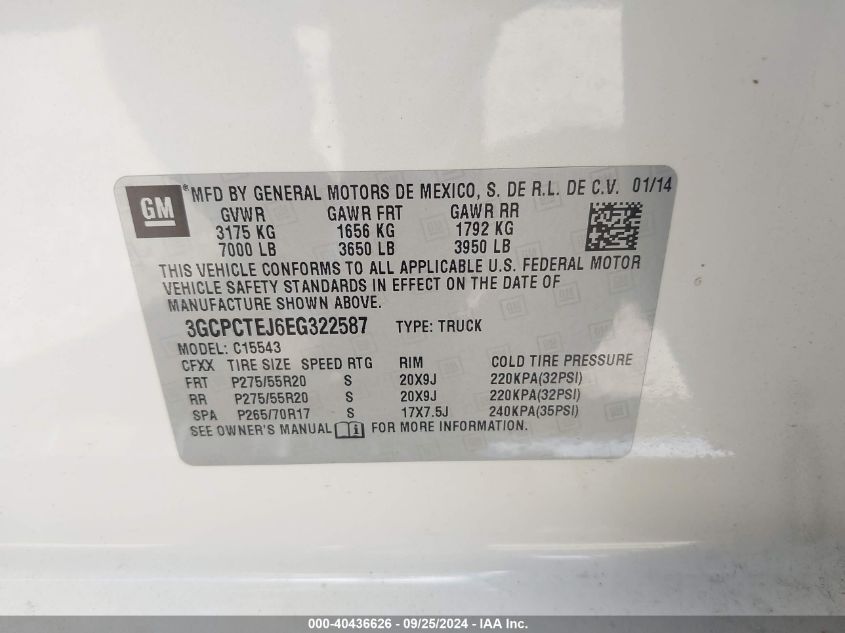 GM *MFD BY GENERAL MOTORS DE MEXICO, S. DE R.L. DE C.V. 01/14
GVWR GAWR FRT GAWR RR
3175 KG 1656 KG 1792 KG
7000 LB 3650 LB 3950 LB
THIS VEHICLE CONFORMS TO ALL APPLICABLE U.S. FEDERAL MOTOR
VEHICLE SAFETY STANDARDS IN EFFECT ON THE DATE OF
MANUFACTURE SHOWN ABOVE.
3GCPCTEJ6EG322587 TYPE: TRUCK
MODEL: C15543
CFXX TIRE SIZE SPEED RTG RIM COLD TIRE PRESSURE
FRT P275/55R20 S 20X9J 220KPA(32PSI)
RR P275/55R20 S 20X9J 220KPA(32PSI)
SPA P265/70R17 S 17X7.5J 240KPA(35PSI)
SEE OWNER'S MANUAL FOR MORE INFORMATION.
000-40436626 - 09/25/2024 - IAA Inc.